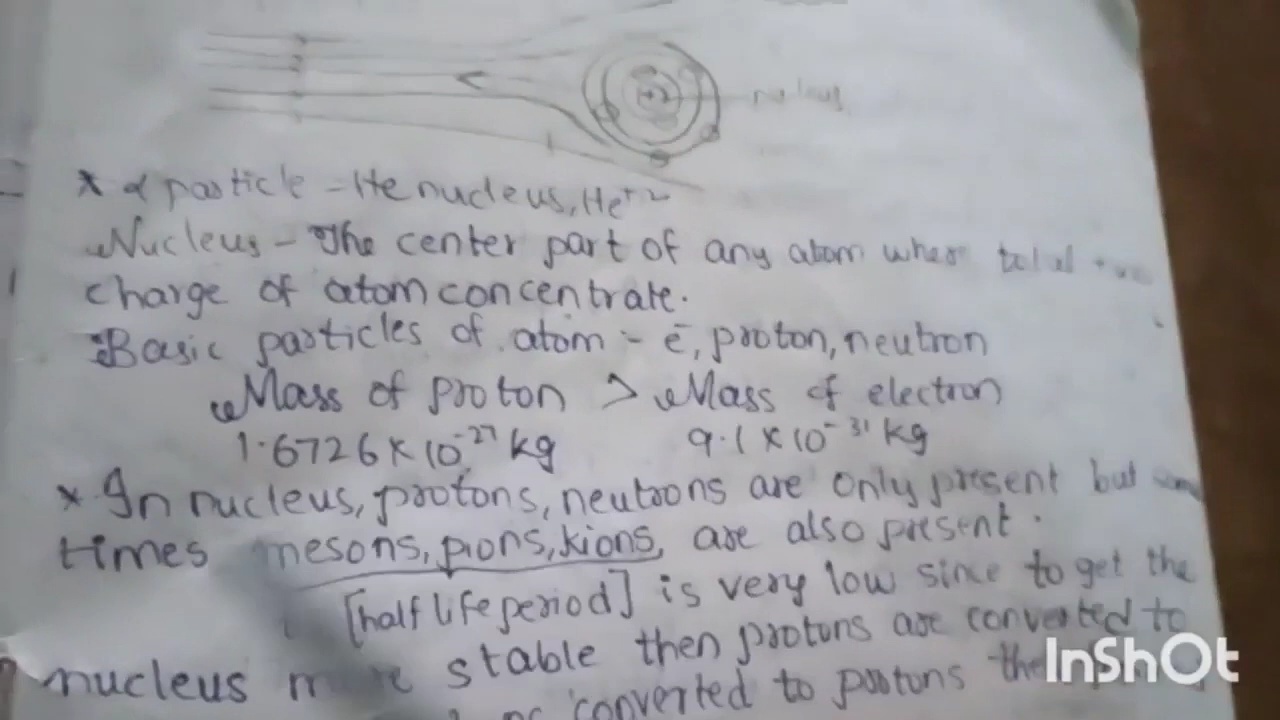 +2
* α particle - He nucleus, He+2
Nucleus - The center part of any atom where total +ve
charge of atom concentrate.
Basic particles of atom - e̅, proton, neutron
Mass of proton > Mass of electron
1.6726 × 10⁻²⁷ kg 9.1 × 10⁻³¹ kg
* In nucleus, protons, neutrons are only present but some
times mesons, pions, kions, are also present.
[half life period] is very low since to get the
nucleus more stable then protons are converted to
converted to protons
InShOt